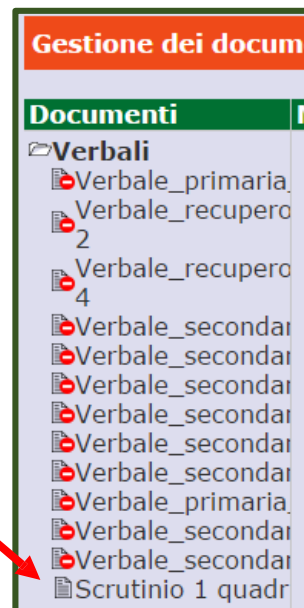 Gestione dei docum
Documenti
Verbali
Verbale_primaria_
Verbale_recupero
2
Verbale_recupero
4
Verbale_secondar
Verbale_secondar
Verbale_secondar
Verbale_secondar
Verbale_secondar
Verbale_secondar
Verbale_primaria_
Verbale_secondar
Verbale_secondar
Scrutinio 1 quadr